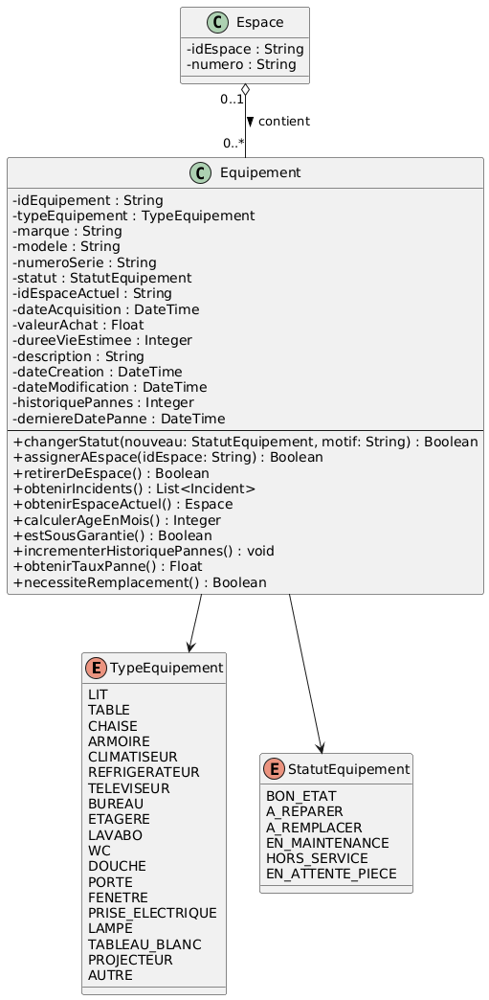 C Espace
-idEspace : String
-numero : String
0..1
contient
0..*
C Equipement
-idEquipement : String
-typeEquipement : TypeEquipement
-marque : String
-modele : String
-numeroSerie : String
-statut : StatutEquipement
-idEspaceActuel : String
-dateAcquisition : DateTime
-valeurAchat : Float
-dureeVieEstimee : Integer
-description : String
-dateCreation : DateTime
-dateModification : DateTime
-historiquePannes : Integer
-derniereDatePanne : DateTime
+changerStatut(nouveau: StatutEquipement, motif: String) : Boolean
+assignerAEspace(idEspace: String) : Boolean
+retirerDeEspace() : Boolean
+obtenirIncidents() : List<Incident>
+obtenirEspaceActuel() : Espace
+calculerAgeEnMois() : Integer
+estSousGarantie() : Boolean
+incrementerHistoriquePannes() : void
+obtenirTauxPanne() : Float
+necessiteRemplacement() : Boolean
E TypeEquipement
LIT
TABLE
CHAISE
ARMOIRE
CLIMATISEUR
REFRIGERATEUR
TELEVISEUR
BUREAU
ETAGERE
LAVABO
WC
DOUCHE
PORTE
FENETRE
PRISE_ELECTRIQUE
LAMPE
TABLEAU_BLANC
PROJECTEUR
AUTRE
E StatutEquipement
BON_ETAT
A_REPARER
A_REMPLACER
EN_MAINTENANCE
HORS_SERVICE
EN_ATTENTE_PIECE